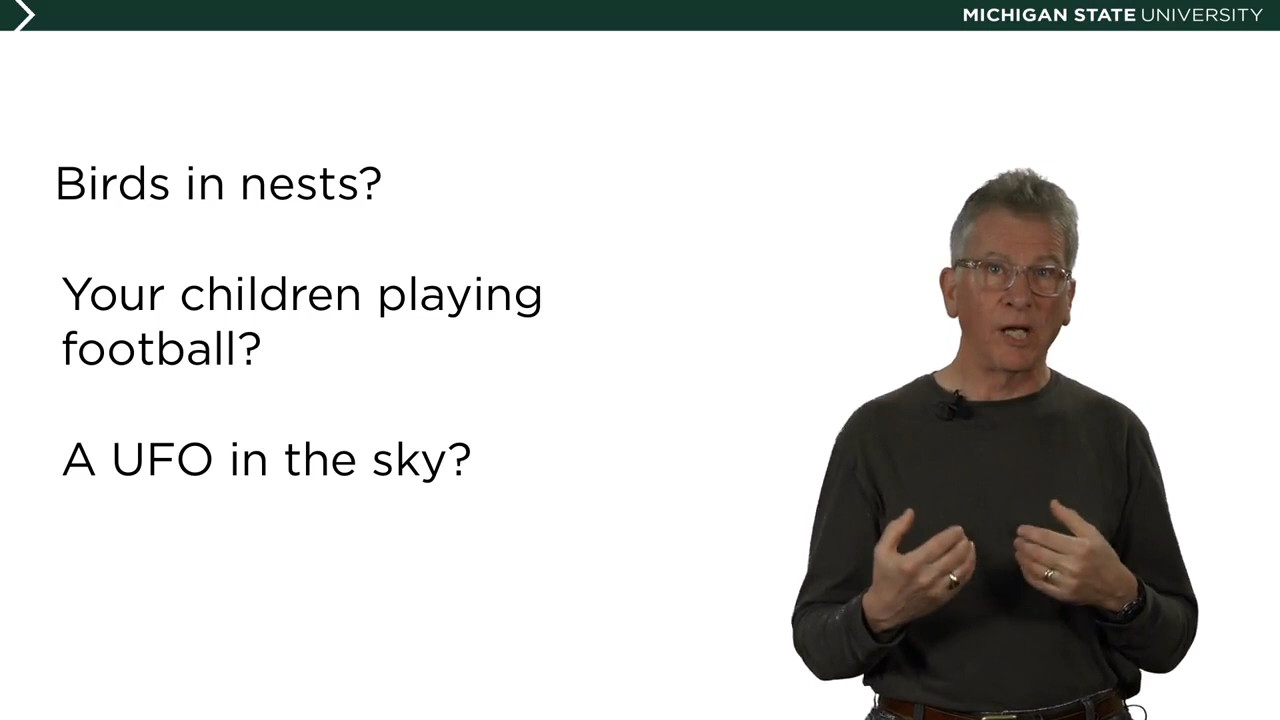 MICHIGAN STATE UNIVERSITY
Birds in nests?
Your children playing
football?
A UFO in the sky?